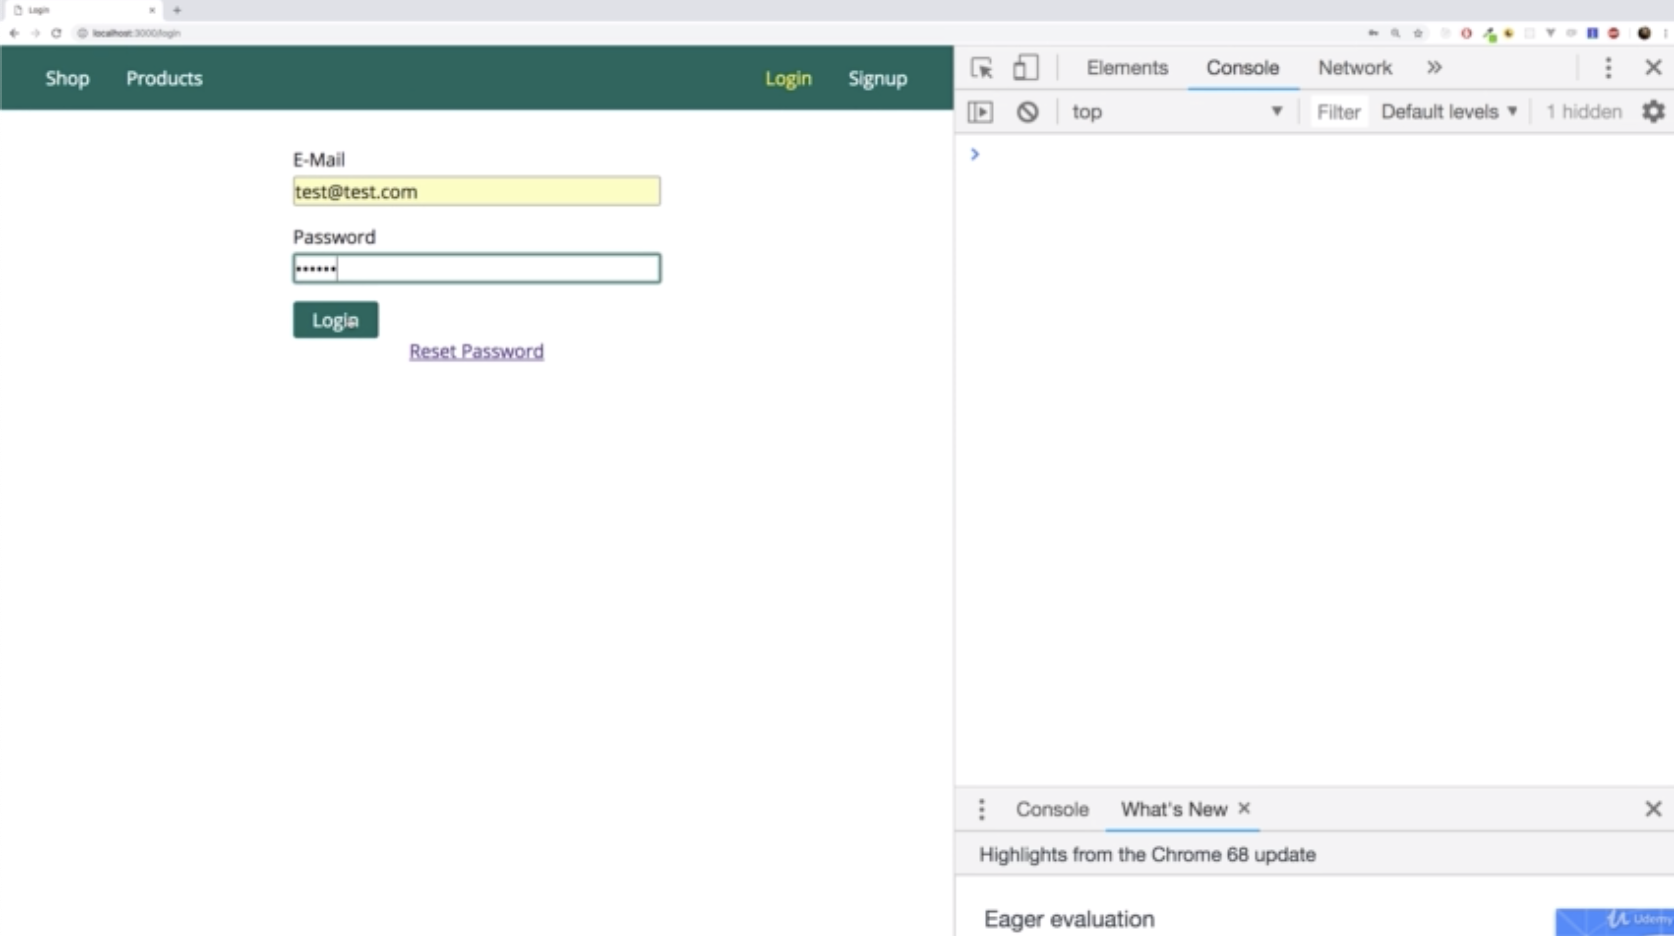 Login
localhost:3000/login
Shop Products Login Signup
E-Mail
test@test.com
Password
••••••
Login
Reset Password
Elements Console Network
top Filter Default levels 1 hidden
Console What's New
Highlights from the Chrome 68 update
Eager evaluation
Udemy